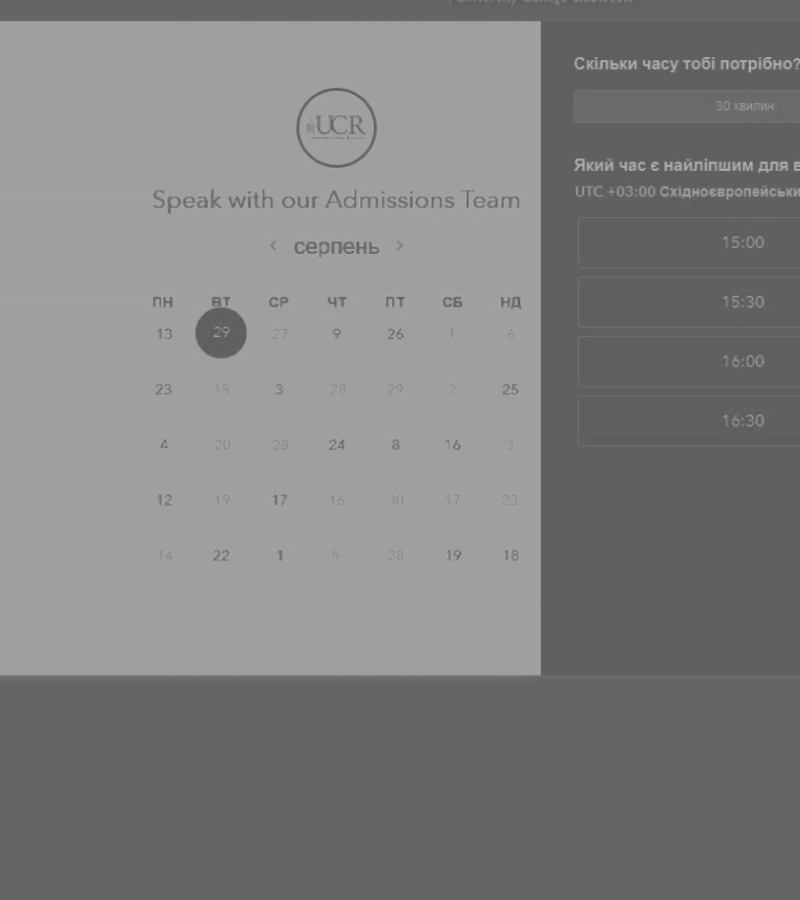 University College Roosevelt
UCR
Speak with our Admissions Team
серпень
ПН ВТ СР ЧТ ПТ СБ НД
13 29 27 9 26 1 6
23 15 3 28 29 2 25
4 20 28 24 8 16 3
12 19 17 16 30 17 23
14 22 1 5 28 19 18
Скільки часу тобі потрібно?
30 хвилин
Який час є найліпшим для в
UTC +03:00 Східноєвропейськи
15:00
15:30
16:00
16:30